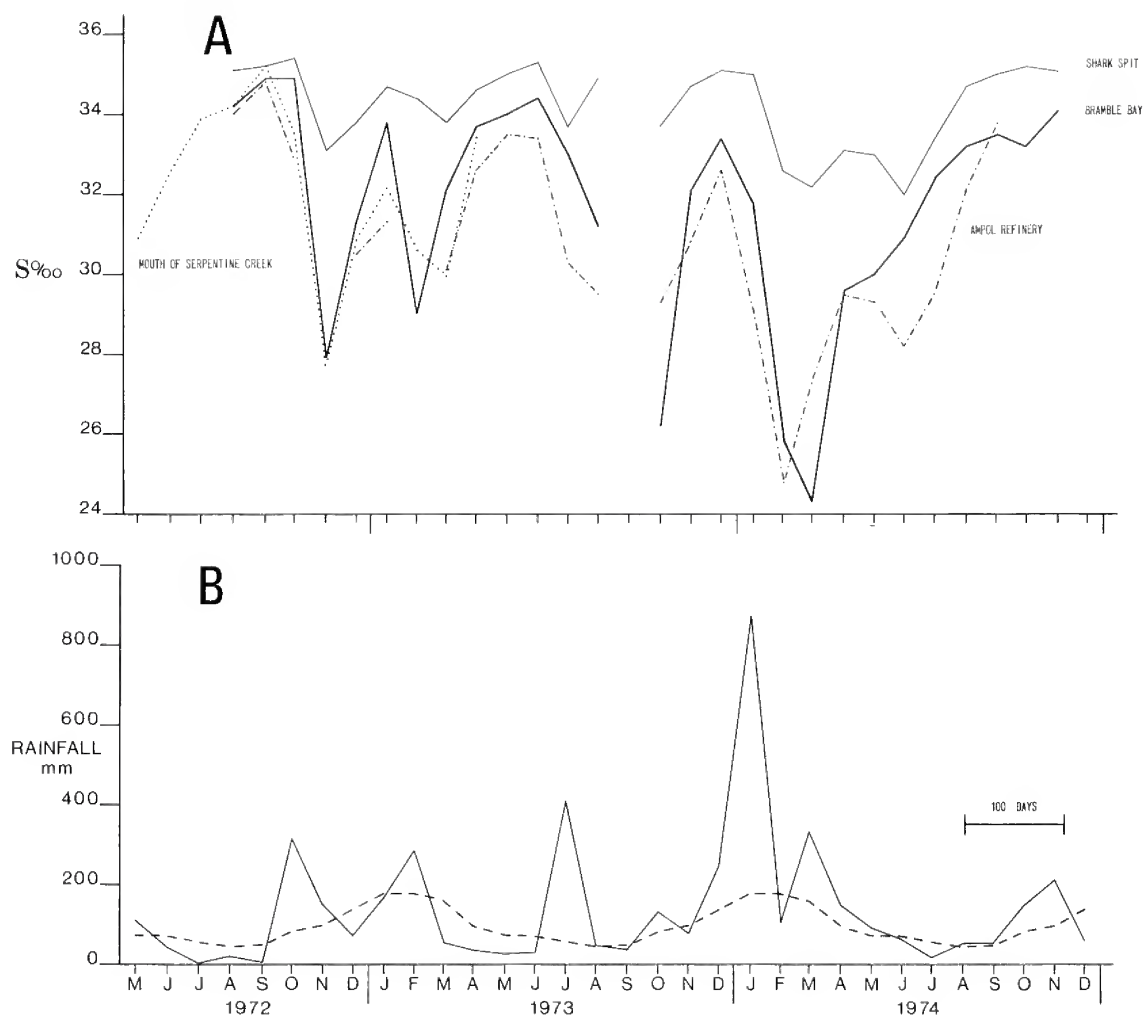 A
36
34
32
30
28
26
24
S‰
SHARK SPIT
BRAMBLE BAY
MOUTH OF SERPENTINE CREEK
AMPOL REFINERY
B
1000
800
600
400
200
0
RAINFALL
mm
100 DAYS
M J J A S O N D J F M A M J J A S O N D J F M A M J J A S O N D
1972 1973 1974